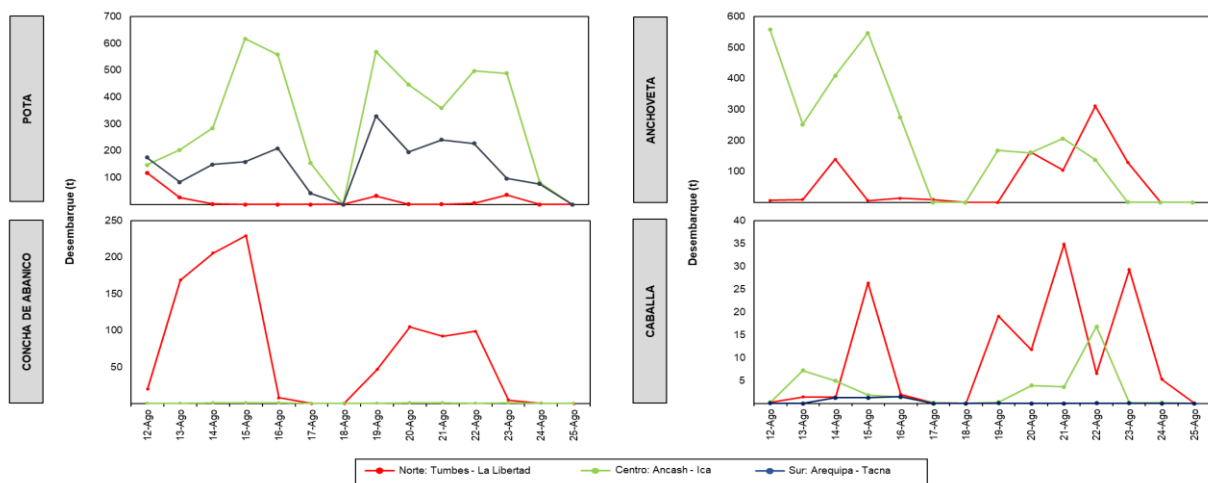 POTA
Desembarque (t)
700
600
500
400
300
200
100
ANCHOVETA
Desembarque (t)
600
500
400
300
200
100
CONCHA DE ABANICO
250
200
150
100
50
12-Ago
13-Ago
14-Ago
15-Ago
16-Ago
17-Ago
18-Ago
19-Ago
20-Ago
21-Ago
22-Ago
23-Ago
24-Ago
25-Ago
CABALLA
40
35
30
25
20
15
10
5
12-Ago
13-Ago
14-Ago
15-Ago
16-Ago
17-Ago
18-Ago
19-Ago
20-Ago
21-Ago
22-Ago
23-Ago
24-Ago
25-Ago
Norte: Tumbes - La Libertad
Centro: Ancash - Ica
Sur: Arequipa - Tacna